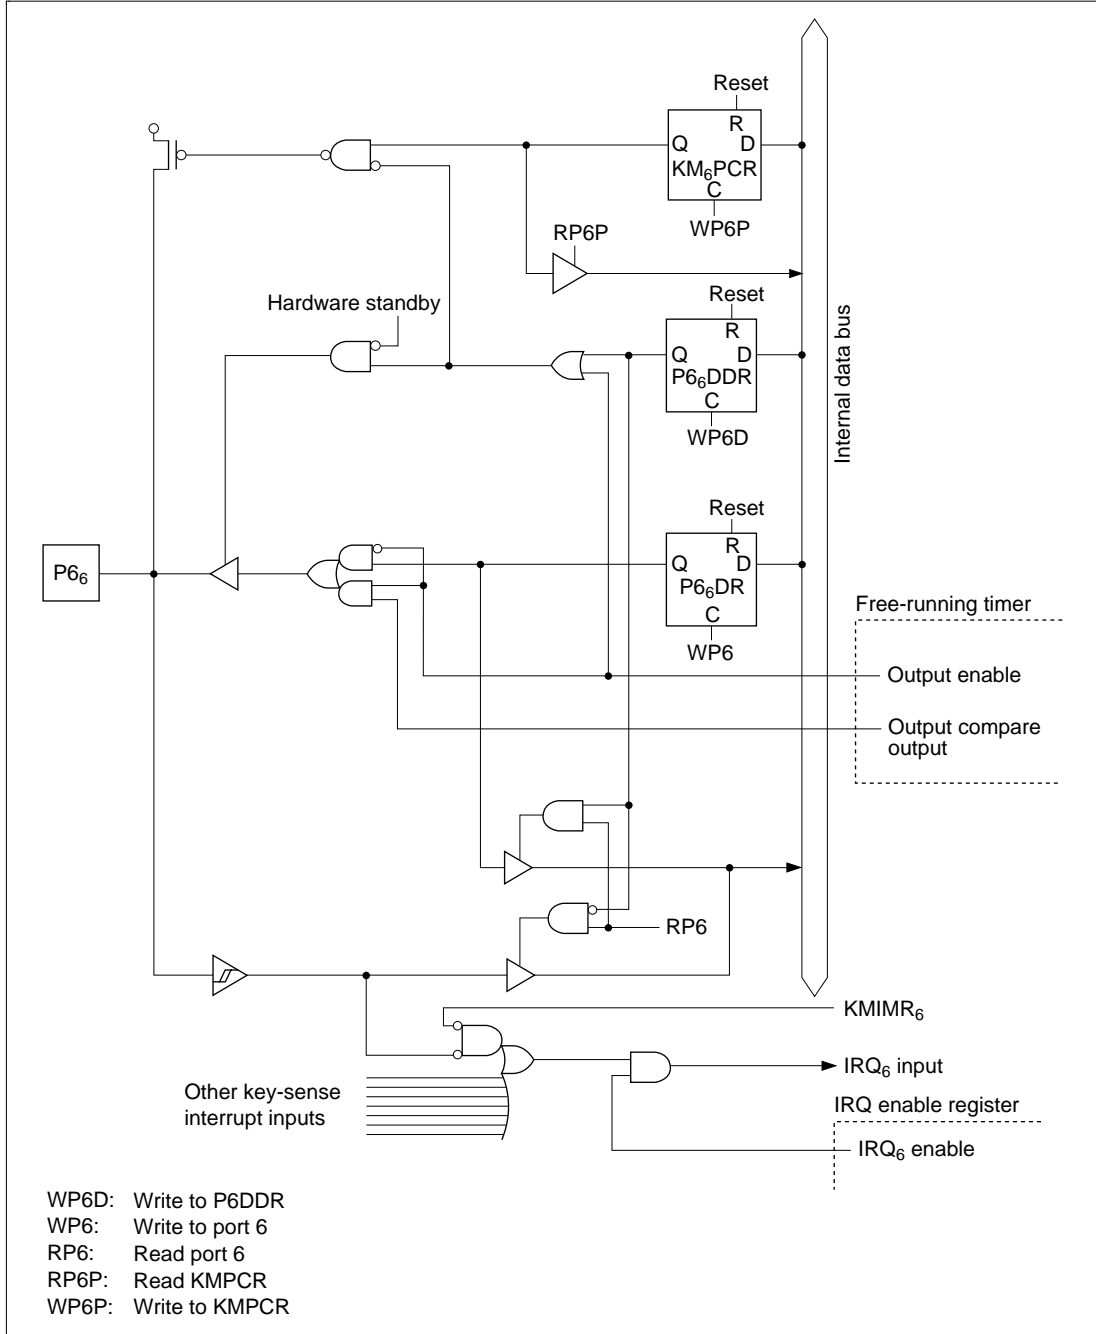 Reset
R
Q D
KM₆PCR
C
WP6P
RP6P
Hardware standby
Reset
R
Q D
P6₆DDR
C
WP6D
Internal data bus
Reset
R
Q D
P6₆DR
C
WP6
P6₆
Free-running timer
Output enable
Output compare
output
RP6
KMIMR₆
IRQ₆ input
Other key-sense
interrupt inputs
IRQ enable register
IRQ₆ enable
WP6D: Write to P6DDR
WP6: Write to port 6
RP6: Read port 6
RP6P: Read KMPCR
WP6P: Write to KMPCR